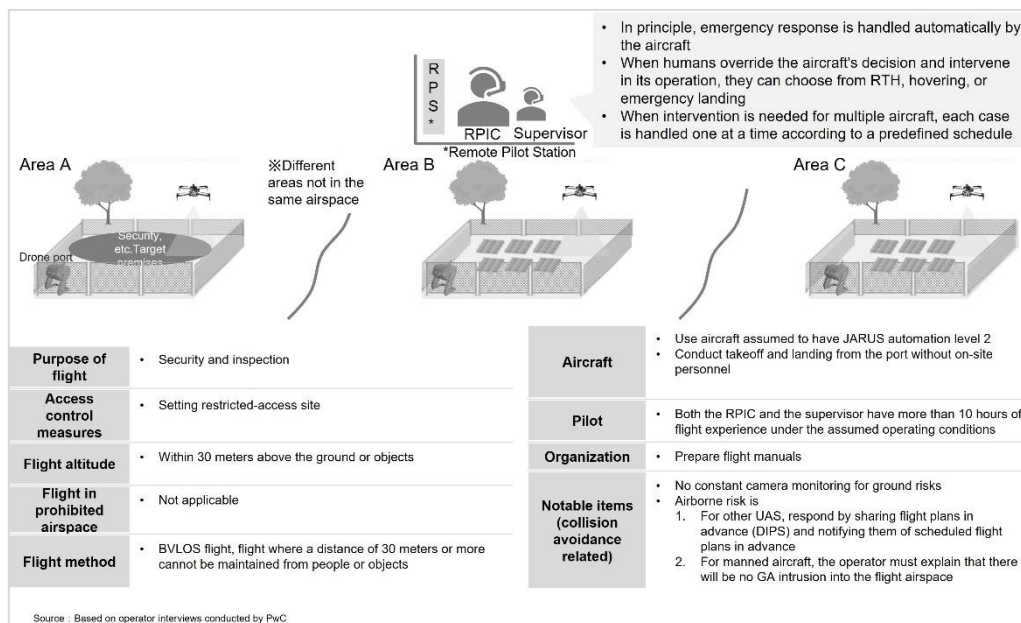 • In principle, emergency response is handled automatically by
the aircraft
• When humans override the aircraft's decision and intervene
in its operation, they can choose from RTH, hovering, or
emergency landing
• When intervention is needed for multiple aircraft, each case
is handled one at a time according to a predefined schedule
R
P
S
*
RPIC Supervisor
*Remote Pilot Station
Area A
※Different
areas not in the
same airspace
Area B
Area C
Security,
etc.Target
premises
Drone port
Purpose of
flight
• Security and inspection
Access
control
measures
• Setting restricted-access site
Flight altitude
• Within 30 meters above the ground or objects
Flight in
prohibited
airspace
• Not applicable
Flight method
• BVLOS flight, flight where a distance of 30 meters or more
cannot be maintained from people or objects
Aircraft
• Use aircraft assumed to have JARUS automation level 2
• Conduct takeoff and landing from the port without on-site
personnel
Pilot
• Both the RPIC and the supervisor have more than 10 hours of
flight experience under the assumed operating conditions
Organization
• Prepare flight manuals
Notable items
(collision
avoidance
related)
• No constant camera monitoring for ground risks
• Airborne risk is
1. For other UAS, respond by sharing flight plans in
advance (DIPS) and notifying them of scheduled flight
plans in advance
2. For manned aircraft, the operator must explain that there
will be no GA intrusion into the flight airspace
Source : Based on operator interviews conducted by PwC